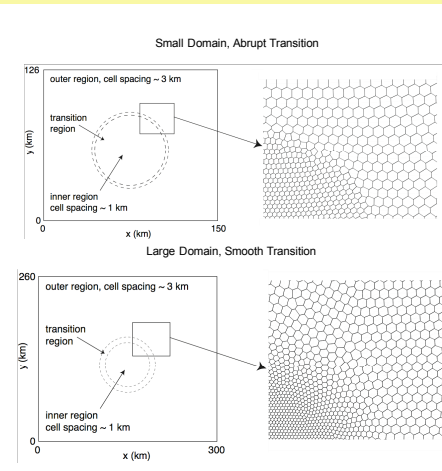 Small Domain, Abrupt Transition
126
outer region, cell spacing ~ 3 km
transition
region
y (km)
inner region
cell spacing ~ 1 km
0
0
150
x (km)
Large Domain, Smooth Transition
260
outer region, cell spacing ~ 3 km
transition
region
y (km)
inner region
cell spacing ~ 1 km
0
0
300
x (km)